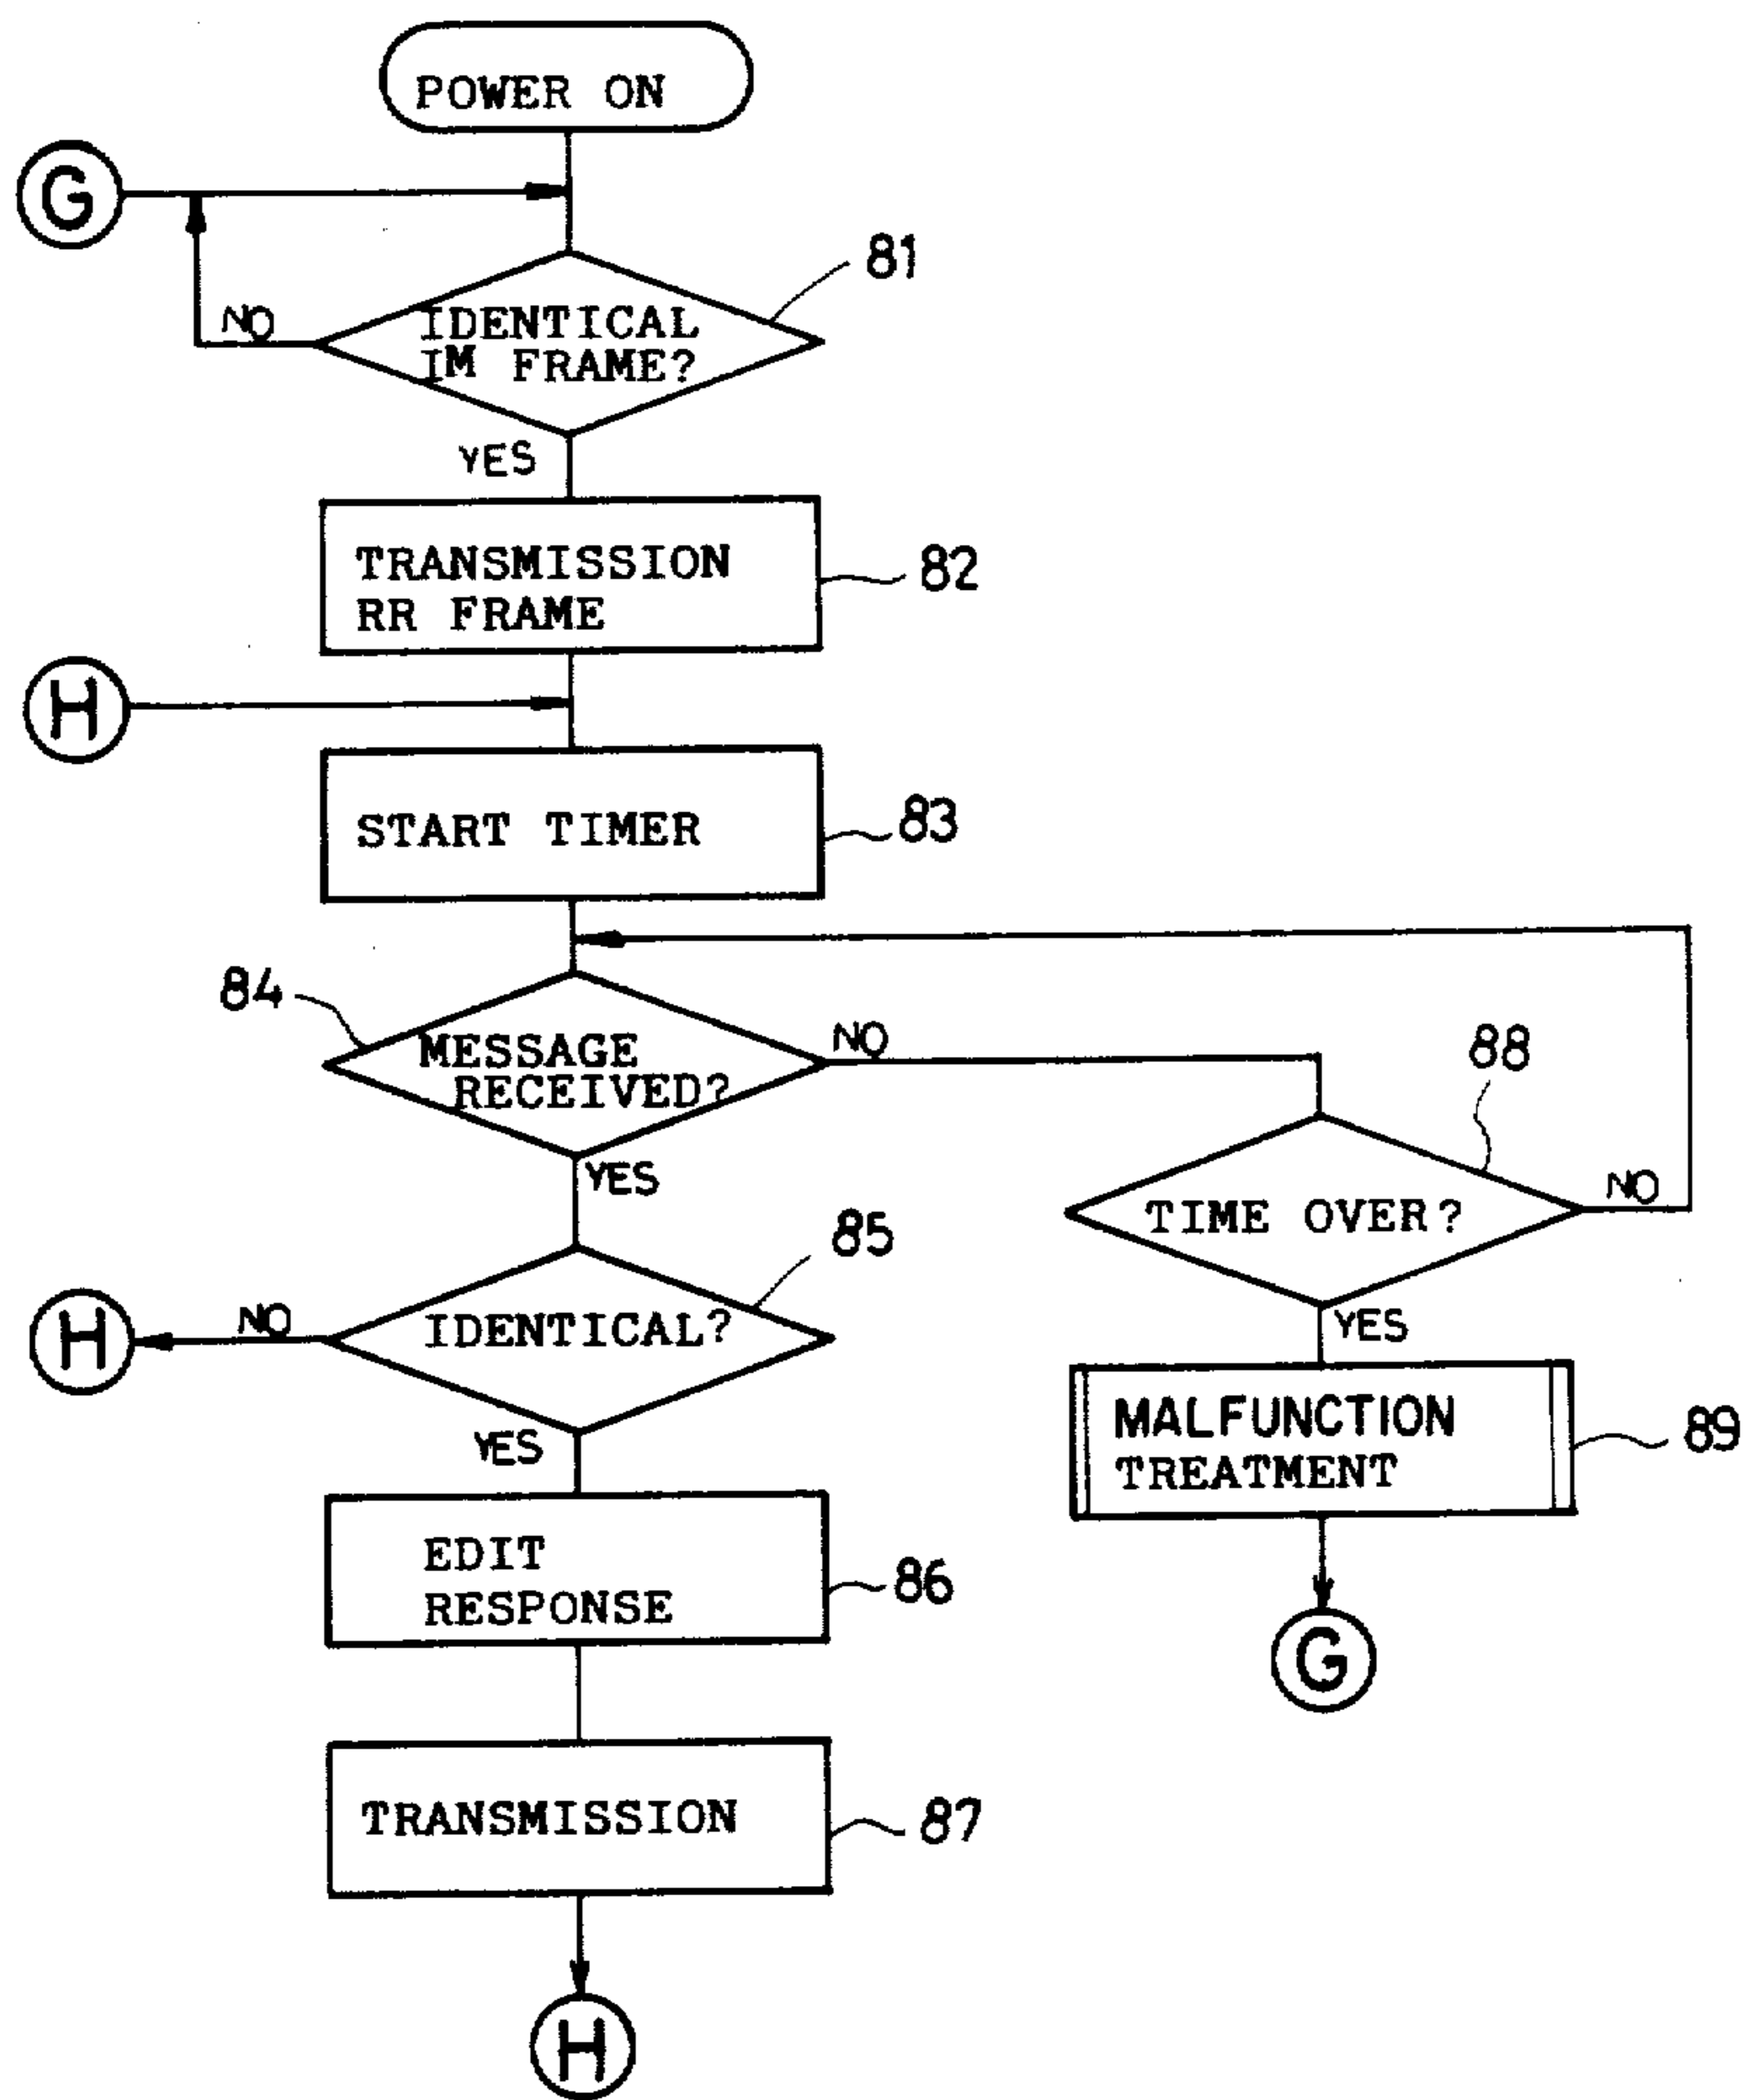 POWER ON
G
81
NO
IDENTICAL
IM FRAME?
YES
TRANSMISSION
RR FRAME
82
H
START TIMER
83
84
MESSAGE
RECEIVED?
NO
88
YES
TIME OVER?
NO
85
H
NO
IDENTICAL?
YES
MALFUNCTION
TREATMENT
89
YES
EDIT
RESPONSE
86
G
TRANSMISSION
87
H